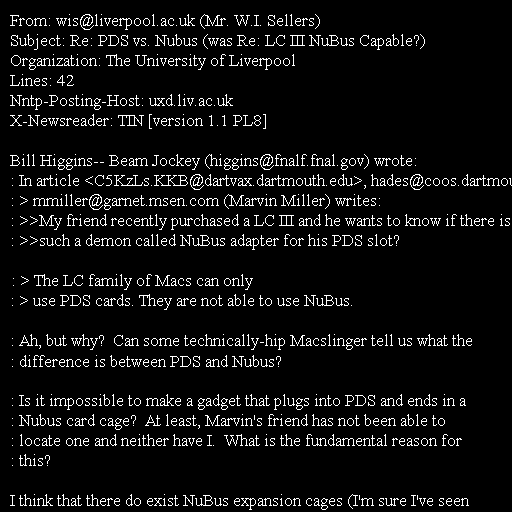 From: wis@liverpool.ac.uk (Mr. W.I. Sellers)
Subject: Re: PDS vs. Nubus (was Re: LC III NuBus Capable?)
Organization: The University of Liverpool
Lines: 42
Nntp-Posting-Host: uxd.liv.ac.uk
X-Newsreader: TIN [version 1.1 PL8]

Bill Higgins-- Beam Jockey (higgins@fnalf.fnal.gov) wrote:
: In article <C5KzLs.KKB@dartvax.dartmouth.edu>, hades@coos.dartmou
: > mmiller@garnet.msen.com (Marvin Miller) writes:
: >>My friend recently purchased a LC III and he wants to know if there is
: >>such a demon called NuBus adapter for his PDS slot?

: > The LC family of Macs can only
: > use PDS cards. They are not able to use NuBus.

: Ah, but why?  Can some technically-hip Macslinger tell us what the
: difference is between PDS and Nubus?

: Is it impossible to make a gadget that plugs into PDS and ends in a
: Nubus card cage?  At least, Marvin's friend has not been able to
: locate one and neither have I.  What is the fundamental reason for
: this?

I think that there do exist NuBus expansion cages (I'm sure I've seen